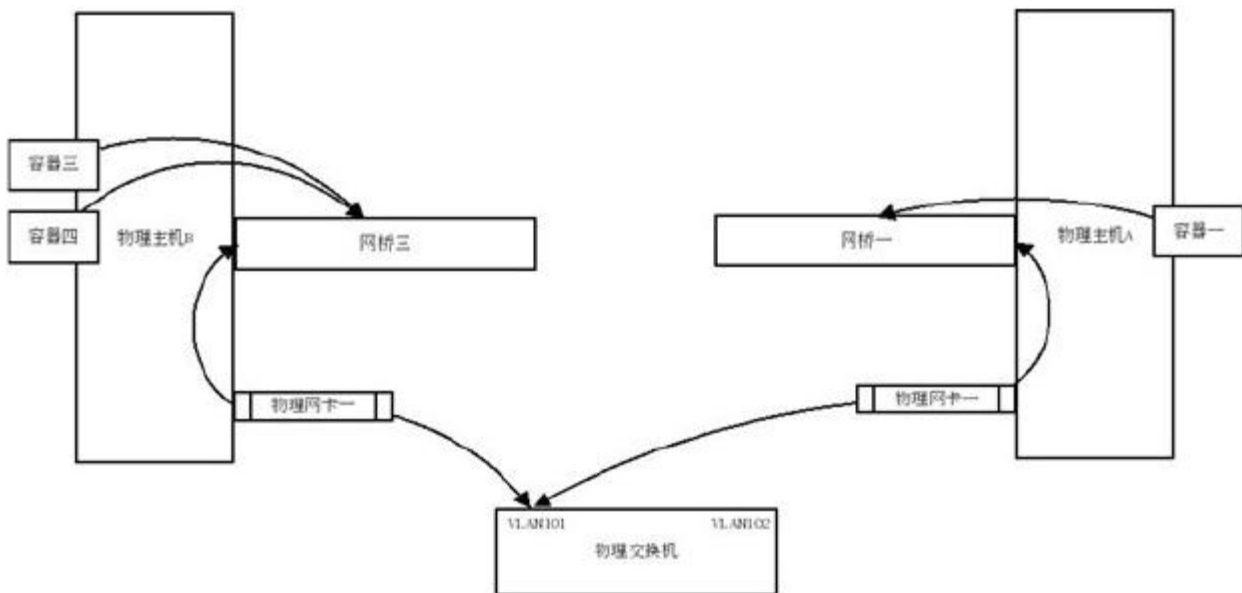 容器三
容器四
物理主机B
网桥三
网桥一
物理主机A
容器一
物理网卡一
物理网卡一
VLAN101
VLAN102
物理交换机